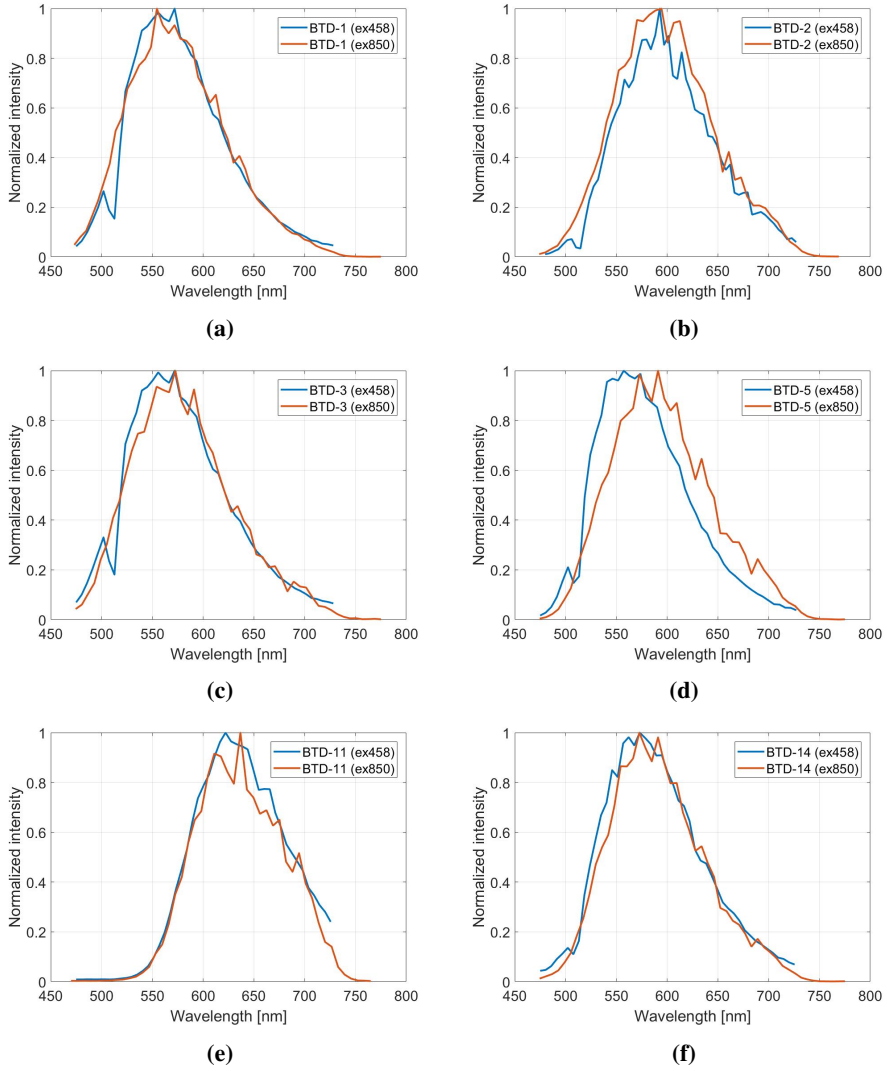 1
0.8
0.6
0.4
0.2
0
450 500 550 600 650 700 750 800
Wavelength [nm]
Normalized intensity
BTD-1 (ex458)
BTD-1 (ex850)
(a)
1
0.8
0.6
0.4
0.2
0
450 500 550 600 650 700 750 800
Wavelength [nm]
Normalized intensity
BTD-2 (ex458)
BTD-2 (ex850)
(b)
1
0.8
0.6
0.4
0.2
0
450 500 550 600 650 700 750 800
Wavelength [nm]
Normalized intensity
BTD-3 (ex458)
BTD-3 (ex850)
(c)
1
0.8
0.6
0.4
0.2
0
450 500 550 600 650 700 750 800
Wavelength [nm]
Normalized intensity
BTD-5 (ex458)
BTD-5 (ex850)
(d)
1
0.8
0.6
0.4
0.2
0
450 500 550 600 650 700 750 800
Wavelength [nm]
Normalized intensity
BTD-11 (ex458)
BTD-11 (ex850)
(e)
1
0.8
0.6
0.4
0.2
0
450 500 550 600 650 700 750 800
Wavelength [nm]
Normalized intensity
BTD-14 (ex458)
BTD-14 (ex850)
(f)